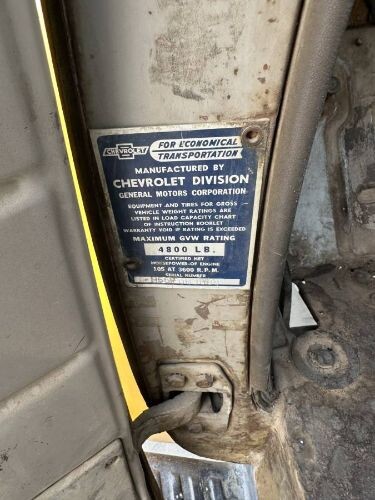 CHEVROLET
FOR ECONOMICAL
TRANSPORTATION
MANUFACTURED BY
CHEVROLET DIVISION
GENERAL MOTORS CORPORATION
EQUIPMENT AND TIRES FOR GROSS
VEHICLE WEIGHT RATINGS ARE
LISTED IN LOAD CAPACITY CHART
OF INSTRUCTION BOOKLET
WARRANTY VOID IF RATING IS EXCEEDED
MAXIMUM GVW RATING
4800 LB.
CERTIFIED NET
HORSEPOWER OF ENGINE
105 AT 3600 R.P.M.
SERIAL NUMBER